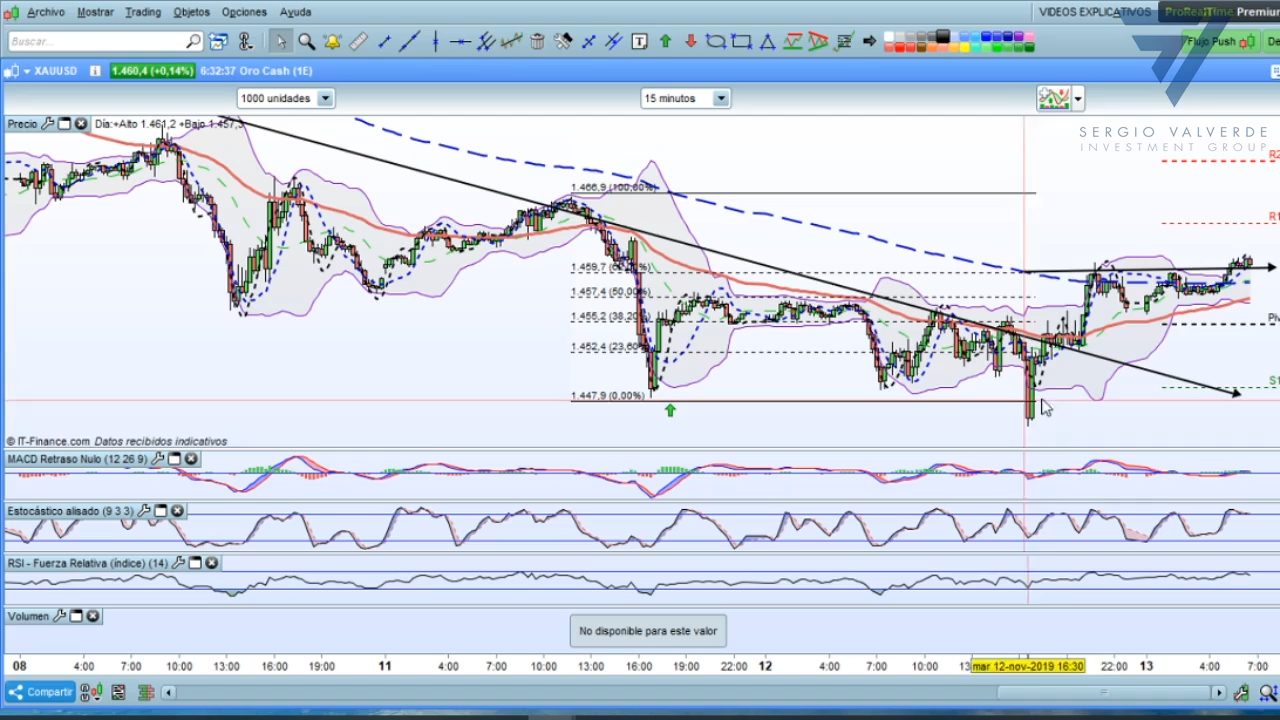 Archivo Mostrar Trading Objetos Opciones Ayuda VIDEOS EXPLICATIVOS ProRealTime Premium
Buscar... T Flujo Push De
XAUUSD 1.460,4 (+0,14%) 6:32:37 Oro Cash (1E)
1000 unidades 15 minutos
Precio Día:+Alto 1.461,2 +Bajo 1.457,3
SERGIO VALVERDE
INVESTMENT GROUP
R2
1.466,9 (100,00%)
R1
1.459,7
1.457,4 (50,00%)
1.455,2 (38,20%)
Piv
1.452,4 (23,60%)
S1
1.447,9 (0,00%)
© IT-Finance.com Datos recibidos indicativos
MACD Retraso Nulo (12 26 9)
Estocástico alisado (9 3 3)
RSI - Fuerza Relativa (índice) (14)
Volumen
No disponible para este valor
08 4:00 7:00 10:00 13:00 16:00 19:00 11 4:00 7:00 10:00 13:00 16:00 19:00 22:00 12 4:00 7:00 10:00 13 mar 12-nov-2019 16:30 22:00 13 4:00 7:00
Compartir